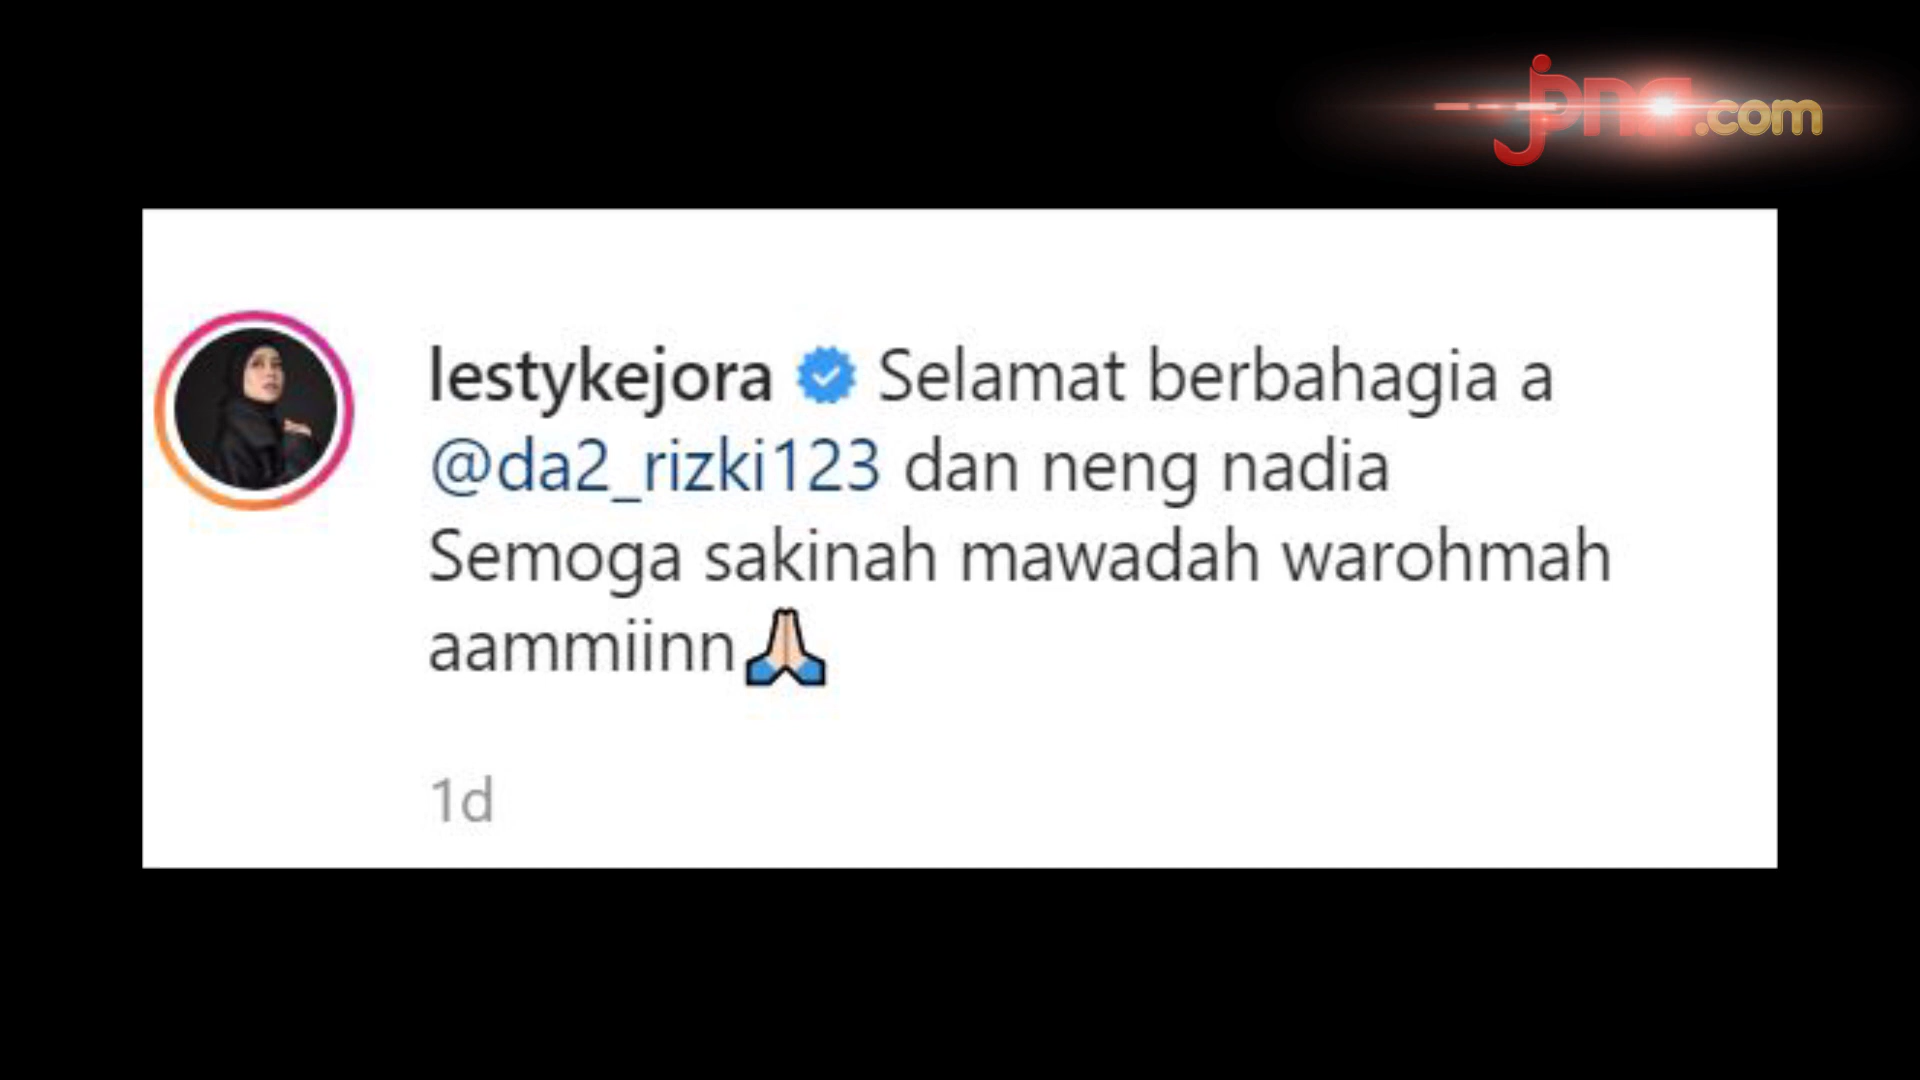 jpnn.com
lestykejora Selamat berbahagia a
@da2_rizki123 dan neng nadia
Semoga sakinah mawadah warohmah
aammiinn🙏🏻
1d